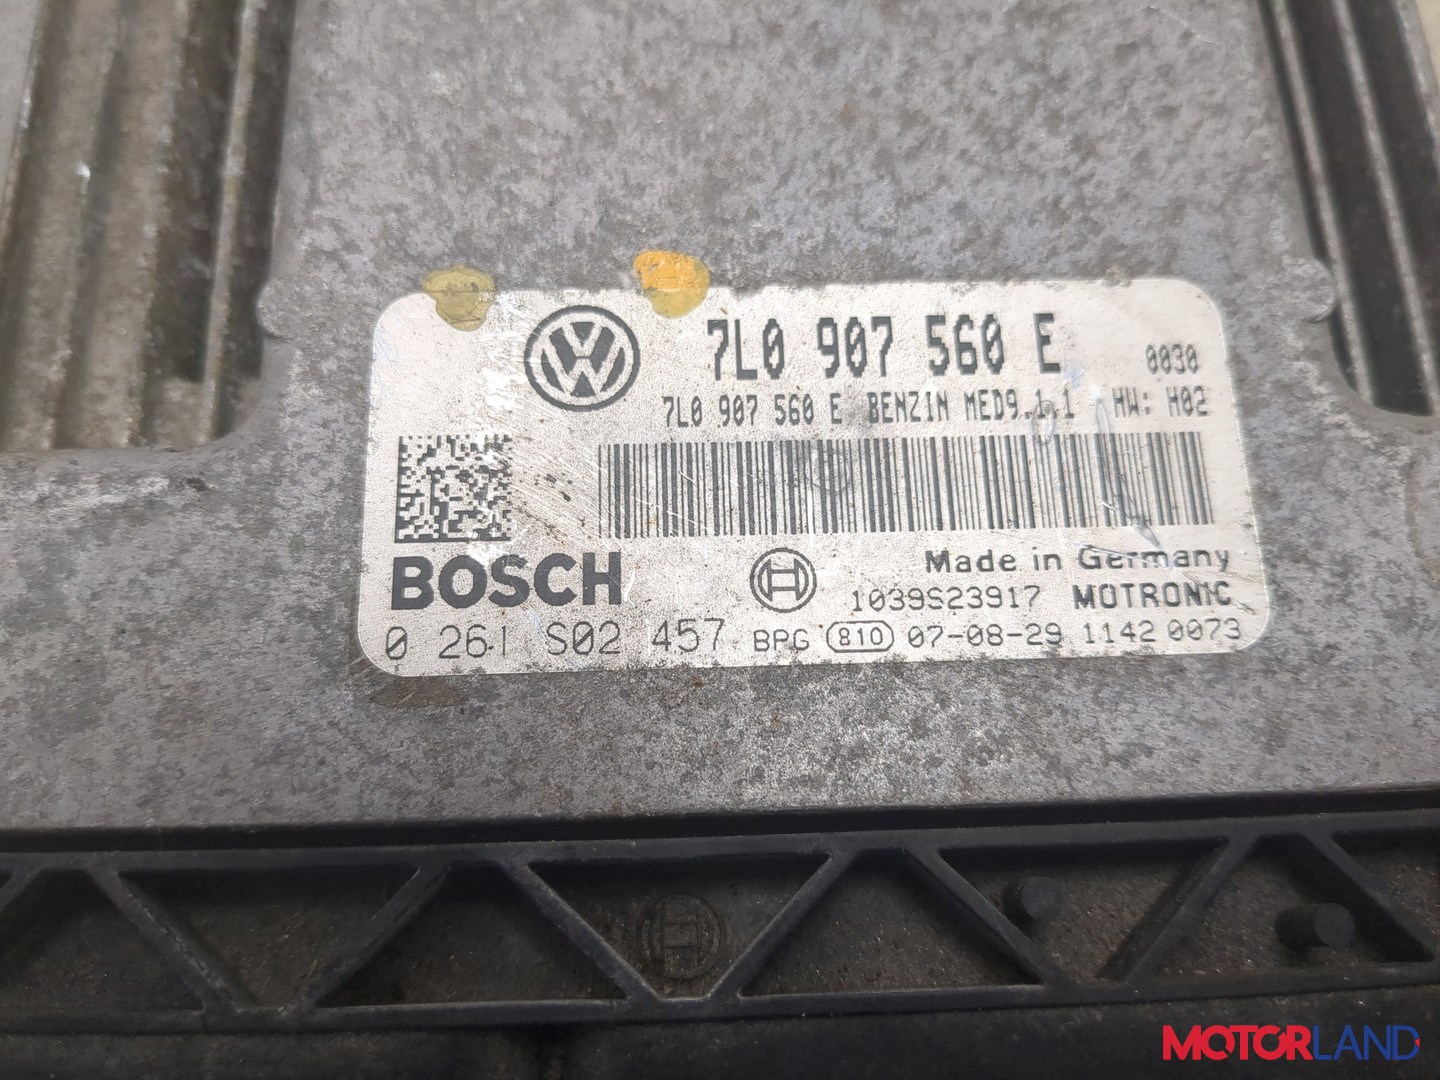 7L0 907 560 E 0030
7L0 907 560 E BENZIN MED9.1.1 HW: H02
BOSCH Made in Germany
1039S23917 MOTRONIC
0 261 S02 457 BPG 810 07-08-29 1142 0073
MOTORLAND